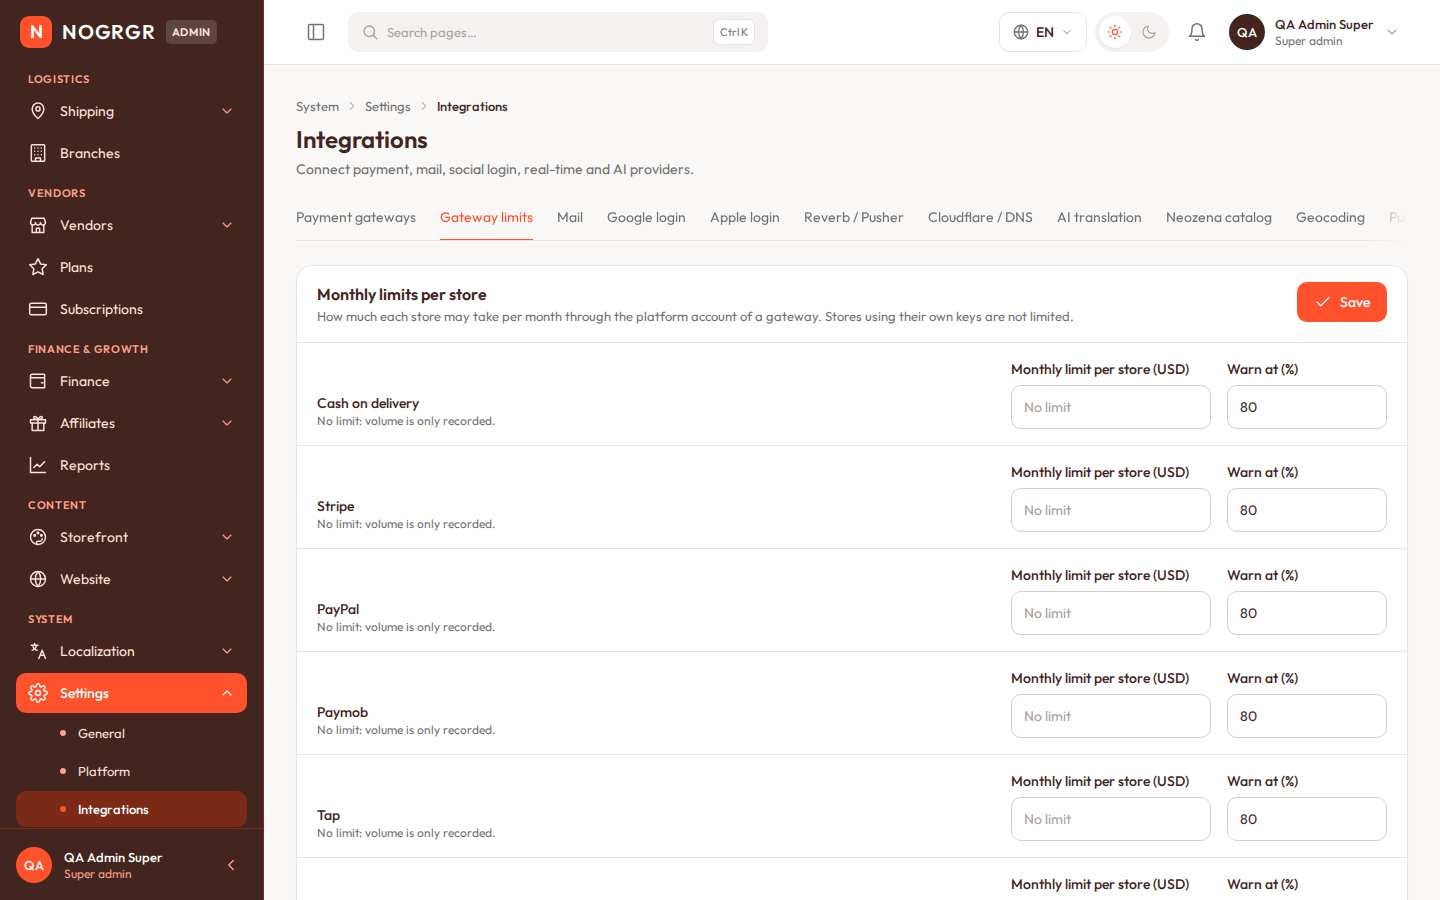 N NOGRGR ADMIN
LOGISTICS
Shipping
Branches
VENDORS
Vendors
Plans
Subscriptions
FINANCE & GROWTH
Finance
Affiliates
Reports
CONTENT
Storefront
Website
SYSTEM
Localization
Settings
General
Platform
Integrations
QA QA Admin Super
Super admin
Search pages... Ctrl K
EN
QA QA Admin Super
Super admin
System Settings Integrations
Integrations
Connect payment, mail, social login, real-time and AI providers.
Payment gateways Gateway limits Mail Google login Apple login Reverb / Pusher Cloudflare / DNS AI translation Neozena catalog Geocoding
Monthly limits per store
How much each store may take per month through the platform account of a gateway. Stores using their own keys are not limited.
Save
Monthly limit per store (USD) Warn at (%)
Cash on delivery
No limit: volume is only recorded.
No limit 80
Monthly limit per store (USD) Warn at (%)
Stripe
No limit: volume is only recorded.
No limit 80
Monthly limit per store (USD) Warn at (%)
PayPal
No limit: volume is only recorded.
No limit 80
Monthly limit per store (USD) Warn at (%)
Paymob
No limit: volume is only recorded.
No limit 80
Monthly limit per store (USD) Warn at (%)
Tap
No limit: volume is only recorded.
No limit 80
Monthly limit per store (USD) Warn at (%)